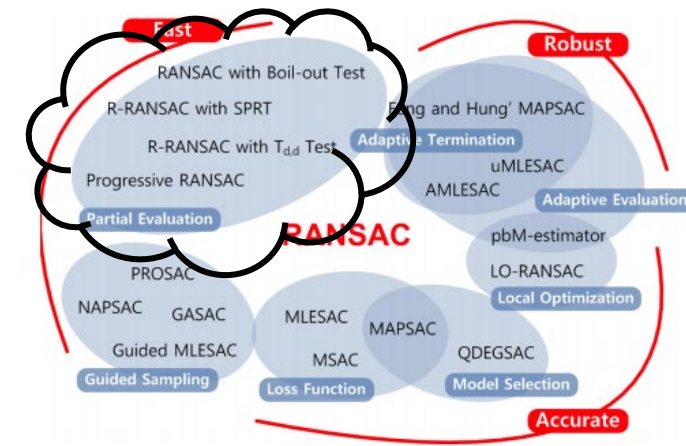 Fast
Robust
RANSAC with Boil-out Test
R-RANSAC with SPRT
Feng and Hung' MAPSAC
R-RANSAC with Td,d Test
Adaptive Termination
uMLESAC
Progressive RANSAC
AMLESAC
Adaptive Evaluation
Partial Evaluation
RANSAC
pbM-estimator
PROSAC
LO-RANSAC
Local Optimization
NAPSAC
GASAC
MLESAC
MAPSAC
Guided MLESAC
MSAC
QDEGSAC
Guided Sampling
Loss Function
Model Selection
Accurate